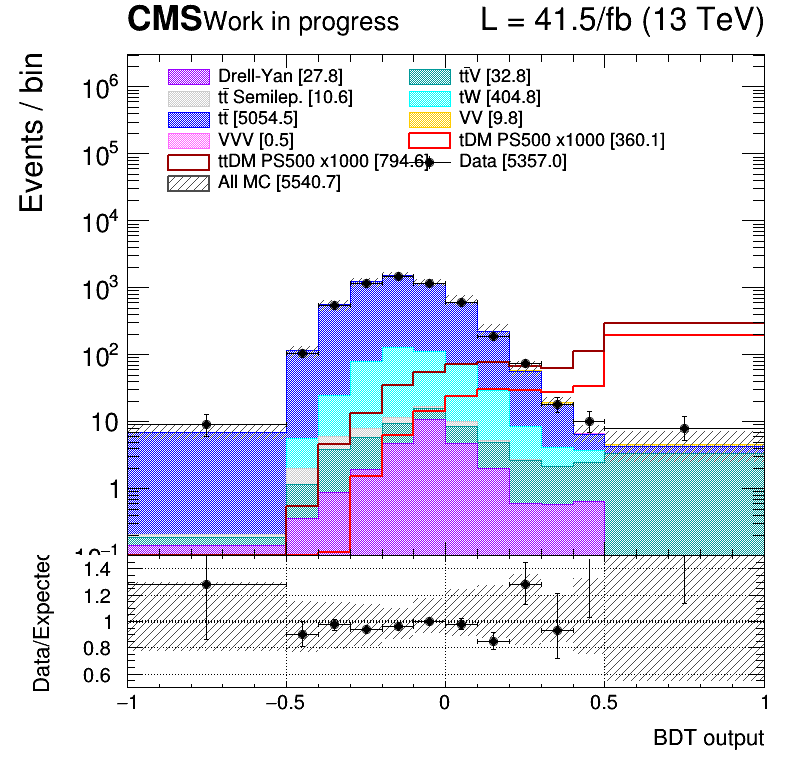 CMS Work in progress L = 41.5/fb (13 TeV)
Events / bin
Drell-Yan [27.8] tt̄V [32.8]
tt̄ Semilep. [10.6] tW [404.8]
tt̄ [5054.5] VV [9.8]
VVV [0.5] tDM PS500 x1000 [360.1]
ttDM PS500 x1000 [794.6] Data [5357.0]
All MC [5540.7]
10⁶
10⁵
10⁴
10³
10²
10
1
10⁻¹
Data/Expected
1.4
1.2
1
0.8
0.6
−1 −0.5 0 0.5 1
BDT output